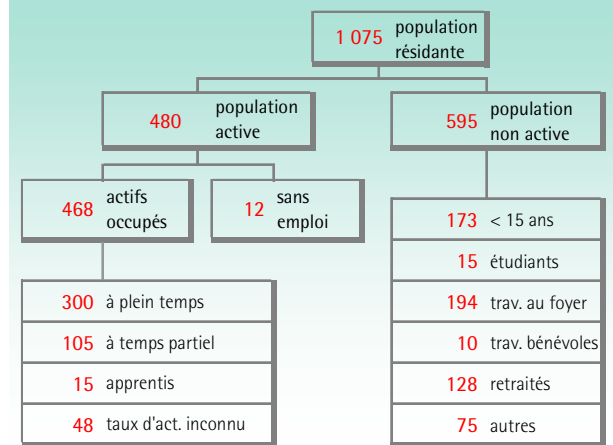 1 075 population
résidante
480 population
active
595 population
non active
468 actifs
occupés
12 sans
emploi
300 à plein temps
105 à temps partiel
15 apprentis
48 taux d'act. inconnu
173 < 15 ans
15 étudiants
194 trav. au foyer
10 trav. bénévoles
128 retraités
75 autres